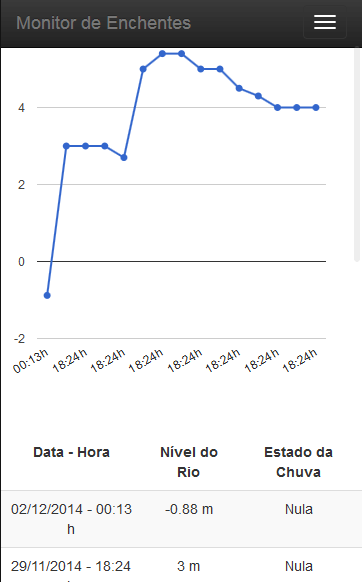 Monitor de Enchentes
4
2
0
-2
00:13h 18:24h 18:24h 18:24h 18:24h 18:24h 18:24h 18:24h
Data - Hora Nível do Rio Estado da Chuva
02/12/2014 - 00:13 h -0.88 m Nula
29/11/2014 - 18:24 3 m Nula